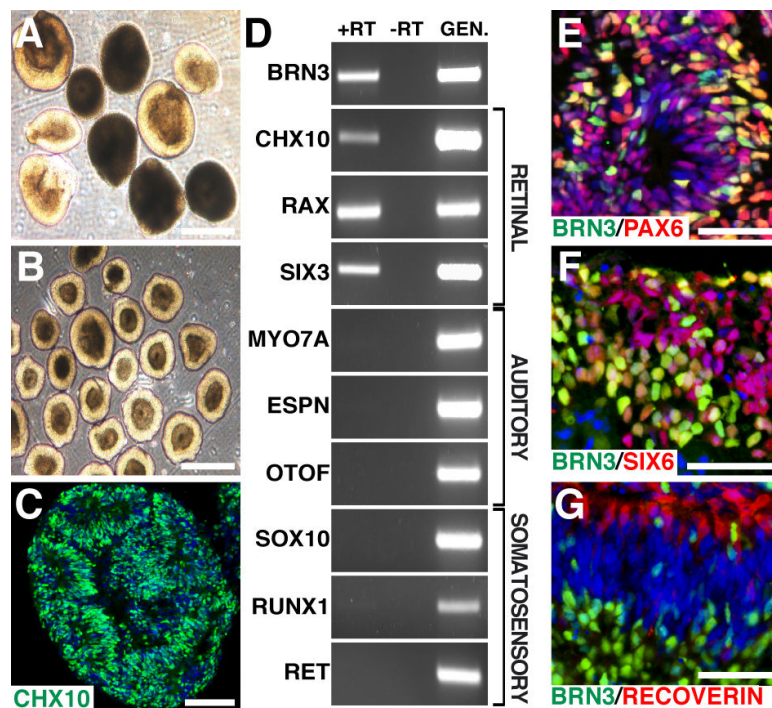 A
B
C
CHX10
D
+RT -RT GEN.
BRN3
CHX10
RAX
SIX3
MYO7A
ESPN
OTOF
SOX10
RUNX1
RET
RETINAL
AUDITORY
SOMATOSENSORY
E
BRN3/PAX6
F
BRN3/SIX6
G
BRN3/RECOVERIN